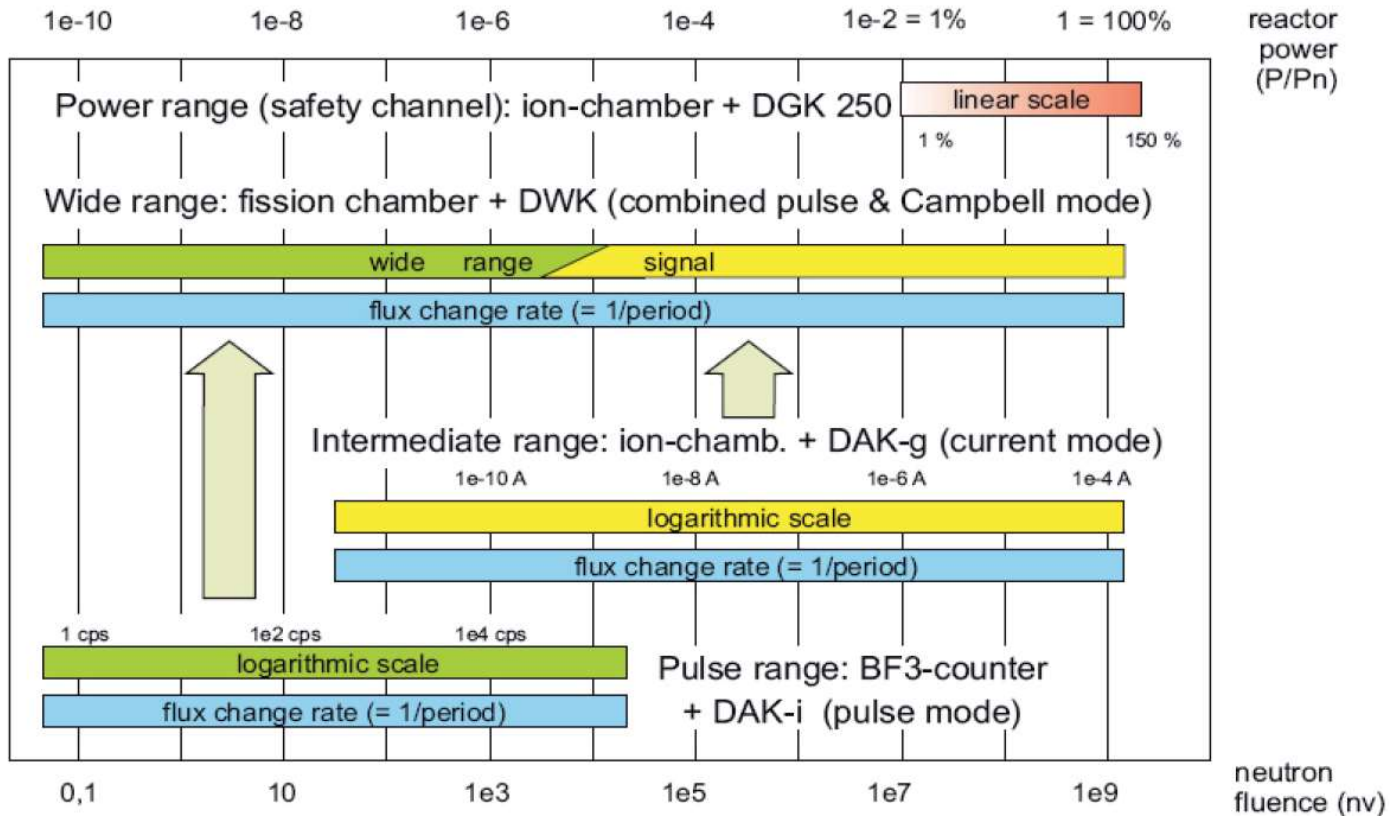 1e-10 1e-8 1e-6 1e-4 1e-2 = 1% 1 = 100% reactor
power
(P/Pn)
Power range (safety channel): ion-chamber + DGK 250 linear scale
1 % 150 %
Wide range: fission chamber + DWK (combined pulse & Campbell mode)
wide range signal
flux change rate (= 1/period)
Intermediate range: ion-chamb. + DAK-g (current mode)
1e-10 A 1e-8 A 1e-6 A 1e-4 A
logarithmic scale
flux change rate (= 1/period)
1 cps 1e2 cps 1e4 cps
logarithmic scale
flux change rate (= 1/period)
Pulse range: BF3-counter
+ DAK-i (pulse mode)
0,1 10 1e3 1e5 1e7 1e9 neutron
fluence (nv)